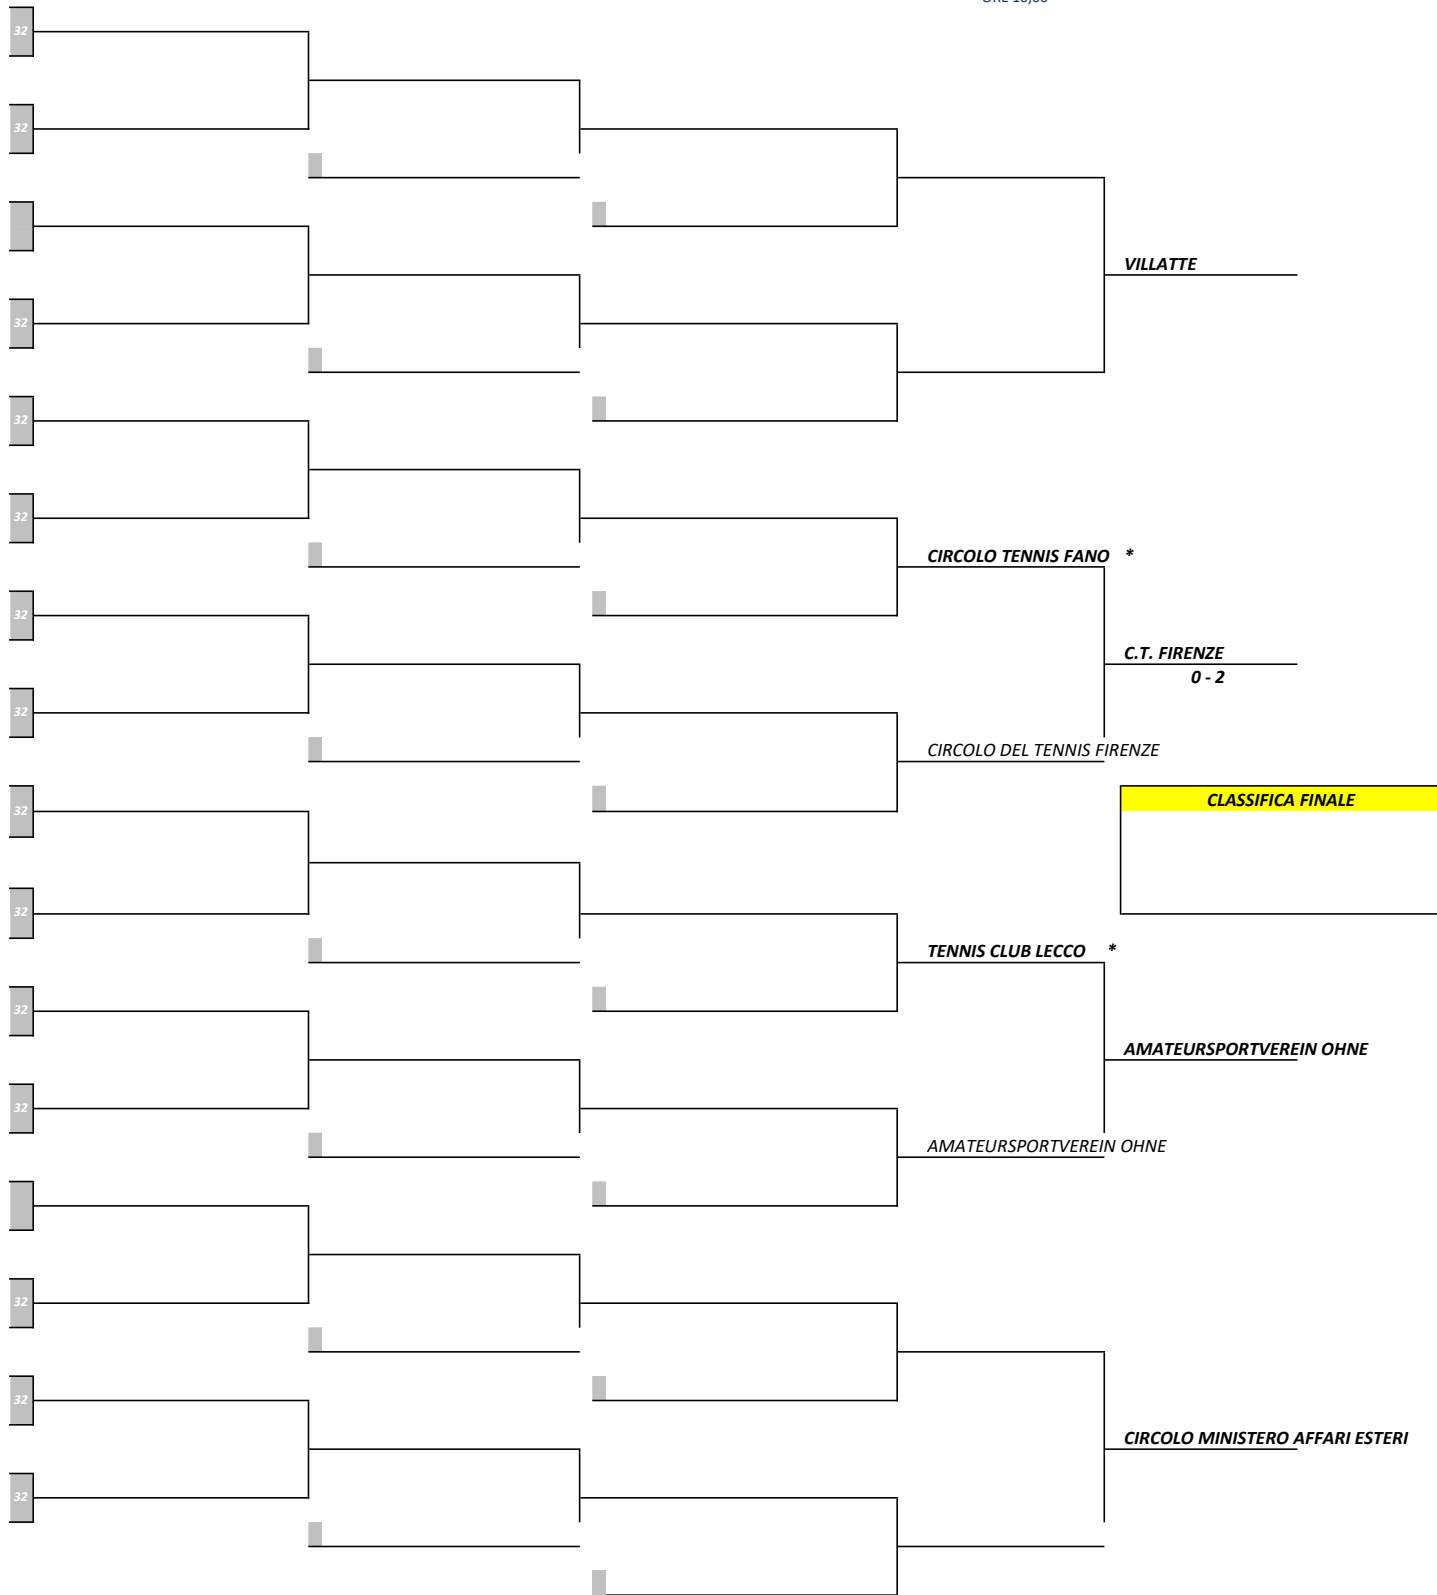 32
32
VILLATTE
32
32
32
CIRCOLO TENNIS FANO *
32
C.T. FIRENZE
0 - 2
32
CIRCOLO DEL TENNIS FIRENZE
32
CLASSIFICA FINALE
32
TENNIS CLUB LECCO *
32
AMATEURSPORTVEREIN OHNE
32
AMATEURSPORTVEREIN OHNE
32
32
CIRCOLO MINISTERO AFFARI ESTERI
32